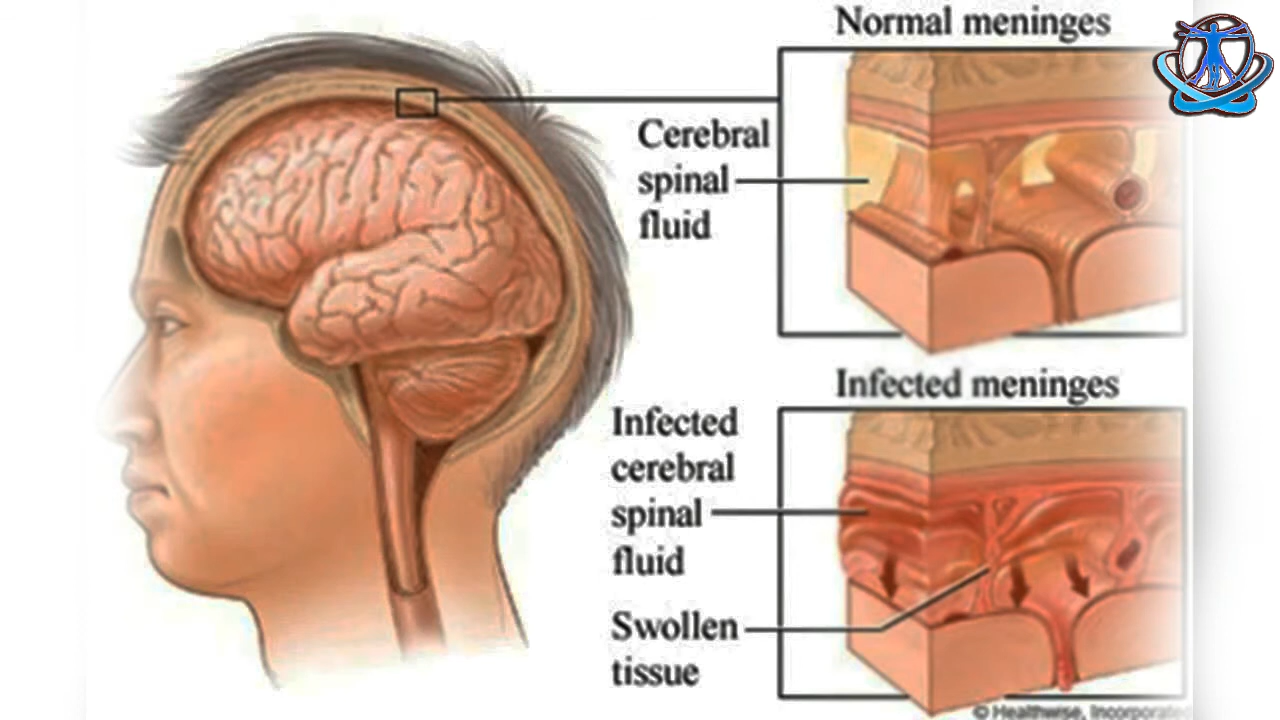 Normal meninges
Cerebral
spinal
fluid
Infected meninges
Infected
cerebral
spinal
fluid
Swollen
tissue
© Healthwise, Incorporated